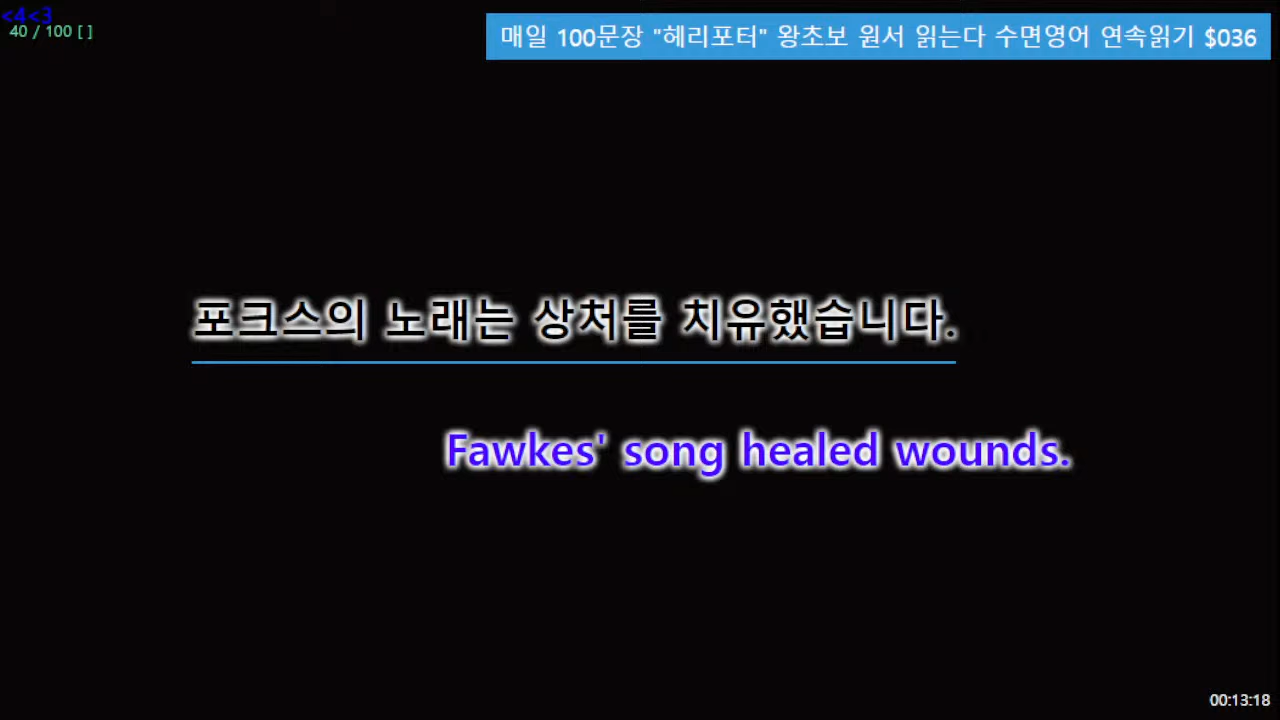 <4<3
40 / 100 [ ]
매일 100문장 "헤리포터" 왕초보 원서 읽는다 수면영어 연속읽기 $036
포크스의 노래는 상처를 치유했습니다.
Fawkes' song healed wounds.
00:13:18